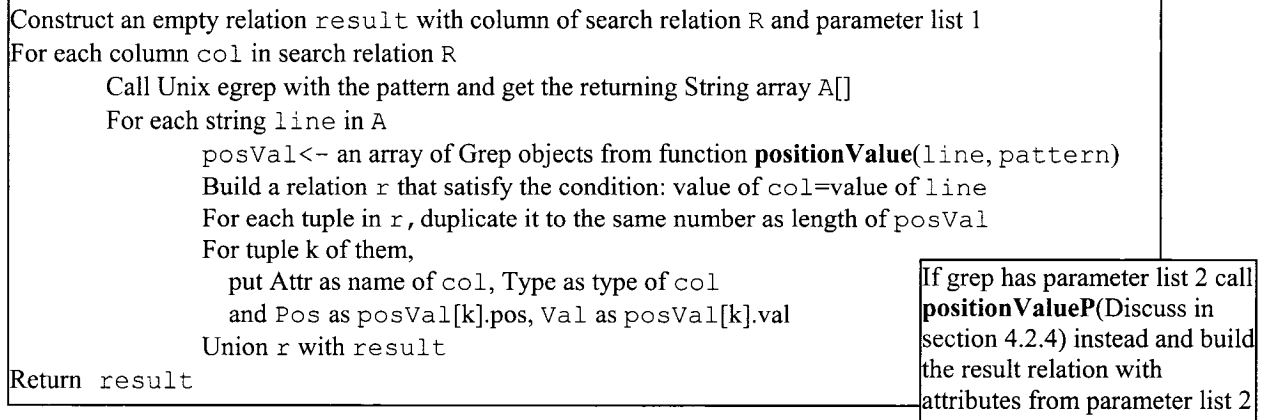 Construct an empty relation result with column of search relation R and parameter list 1
For each column col in search relation R
Call Unix egrep with the pattern and get the returning String array A[]
For each string line in A
posVal<- an array of Grep objects from function positionValue(line, pattern)
Build a relation r that satisfy the condition: value of col=value of line
For each tuple in r, duplicate it to the same number as length of posVal
For tuple k of them,
put Attr as name of col, Type as type of col
and Pos as posVal[k].pos, Val as posVal[k].val
Union r with result
Return result
If grep has parameter list 2 call
positionValueP(Discuss in
section 4.2.4) instead and build
the result relation with
attributes from parameter list 2